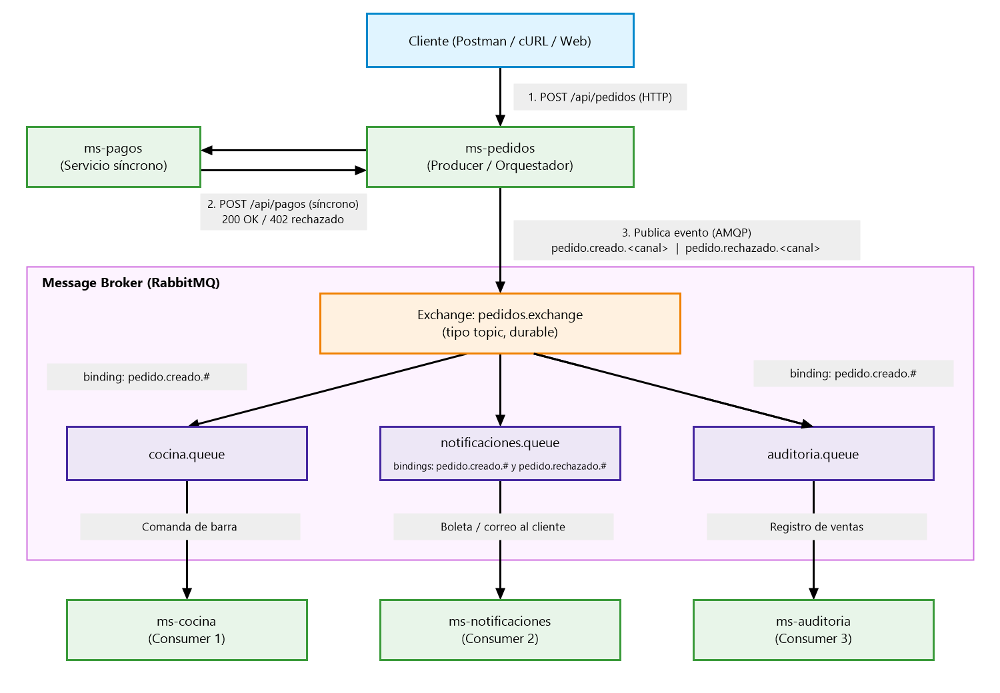 Cliente (Postman / cURL / Web)
1. POST /api/pedidos (HTTP)
ms-pagos
(Servicio síncrono)
ms-pedidos
(Producer / Orquestador)
2. POST /api/pagos (síncrono)
200 OK / 402 rechazado
3. Publica evento (AMQP)
pedido.creado.<canal> | pedido.rechazado.<canal>
Message Broker (RabbitMQ)
Exchange: pedidos.exchange
(tipo topic, durable)
binding: pedido.creado.#
binding: pedido.creado.#
cocina.queue
notificaciones.queue
bindings: pedido.creado.# y pedido.rechazado.#
auditoria.queue
Comanda de barra
Boleta / correo al cliente
Registro de ventas
ms-cocina
(Consumer 1)
ms-notificaciones
(Consumer 2)
ms-auditoria
(Consumer 3)